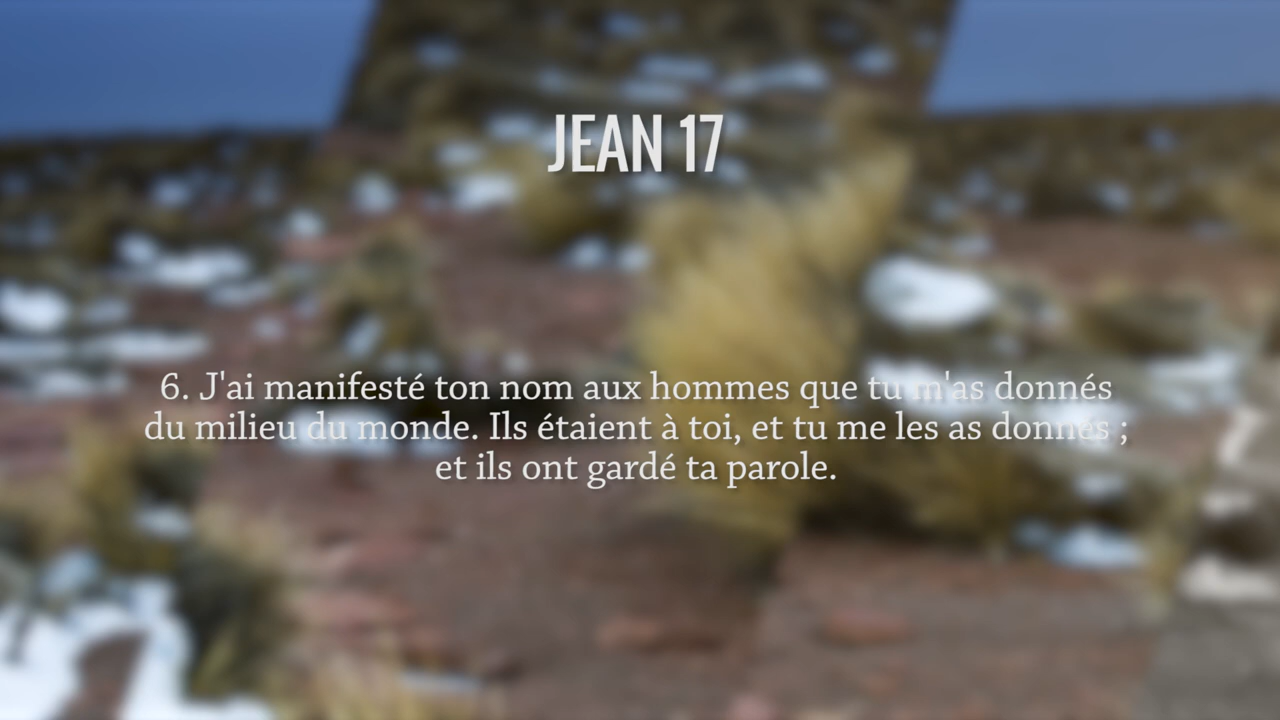 JEAN 17
6. J'ai manifesté ton nom aux hommes que tu m'as donnés
du milieu du monde. Ils étaient à toi, et tu me les as donnés ;
et ils ont gardé ta parole.